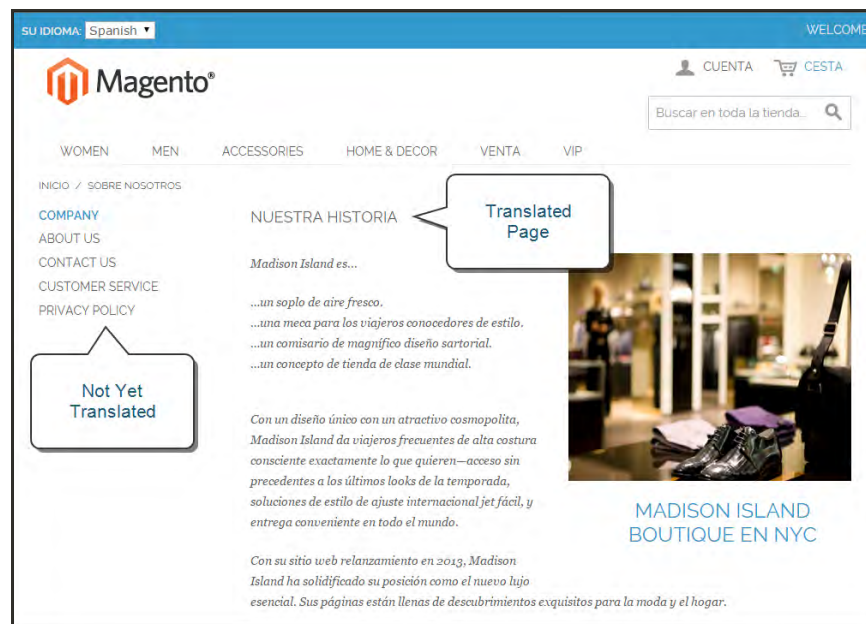 SU IDIOMA: Spanish
WELCOME
Magento®
CUENTA CESTA
Buscar en toda la tienda...
WOMEN MEN ACCESSORIES HOME & DECOR VENTA VIP
INICIO / SOBRE NOSOTROS
COMPANY
ABOUT US
CONTACT US
CUSTOMER SERVICE
PRIVACY POLICY
Not Yet
Translated
NUESTRA HISTORIA
Translated
Page
Madison Island es...
...un soplo de aire fresco.
...una meca para los viajeros conocedores de estilo.
...un comisario de magnífico diseño sartorial.
...un concepto de tienda de clase mundial.
Con un diseño único con un atractivo cosmopolita,
Madison Island da viajeros frecuentes de alta costura
consciente exactamente lo que quieren—acceso sin
precedentes a los últimos looks de la temporada,
soluciones de estilo de ajuste internacional jet fácil, y
entrega conveniente en todo el mundo.
MADISON ISLAND
BOUTIQUE EN NYC
Con su sitio web relanzamiento en 2013, Madison
Island ha solidificado su posición como el nuevo lujo
esencial. Sus páginas están llenas de descubrimientos exquisitos para la moda y el hogar.